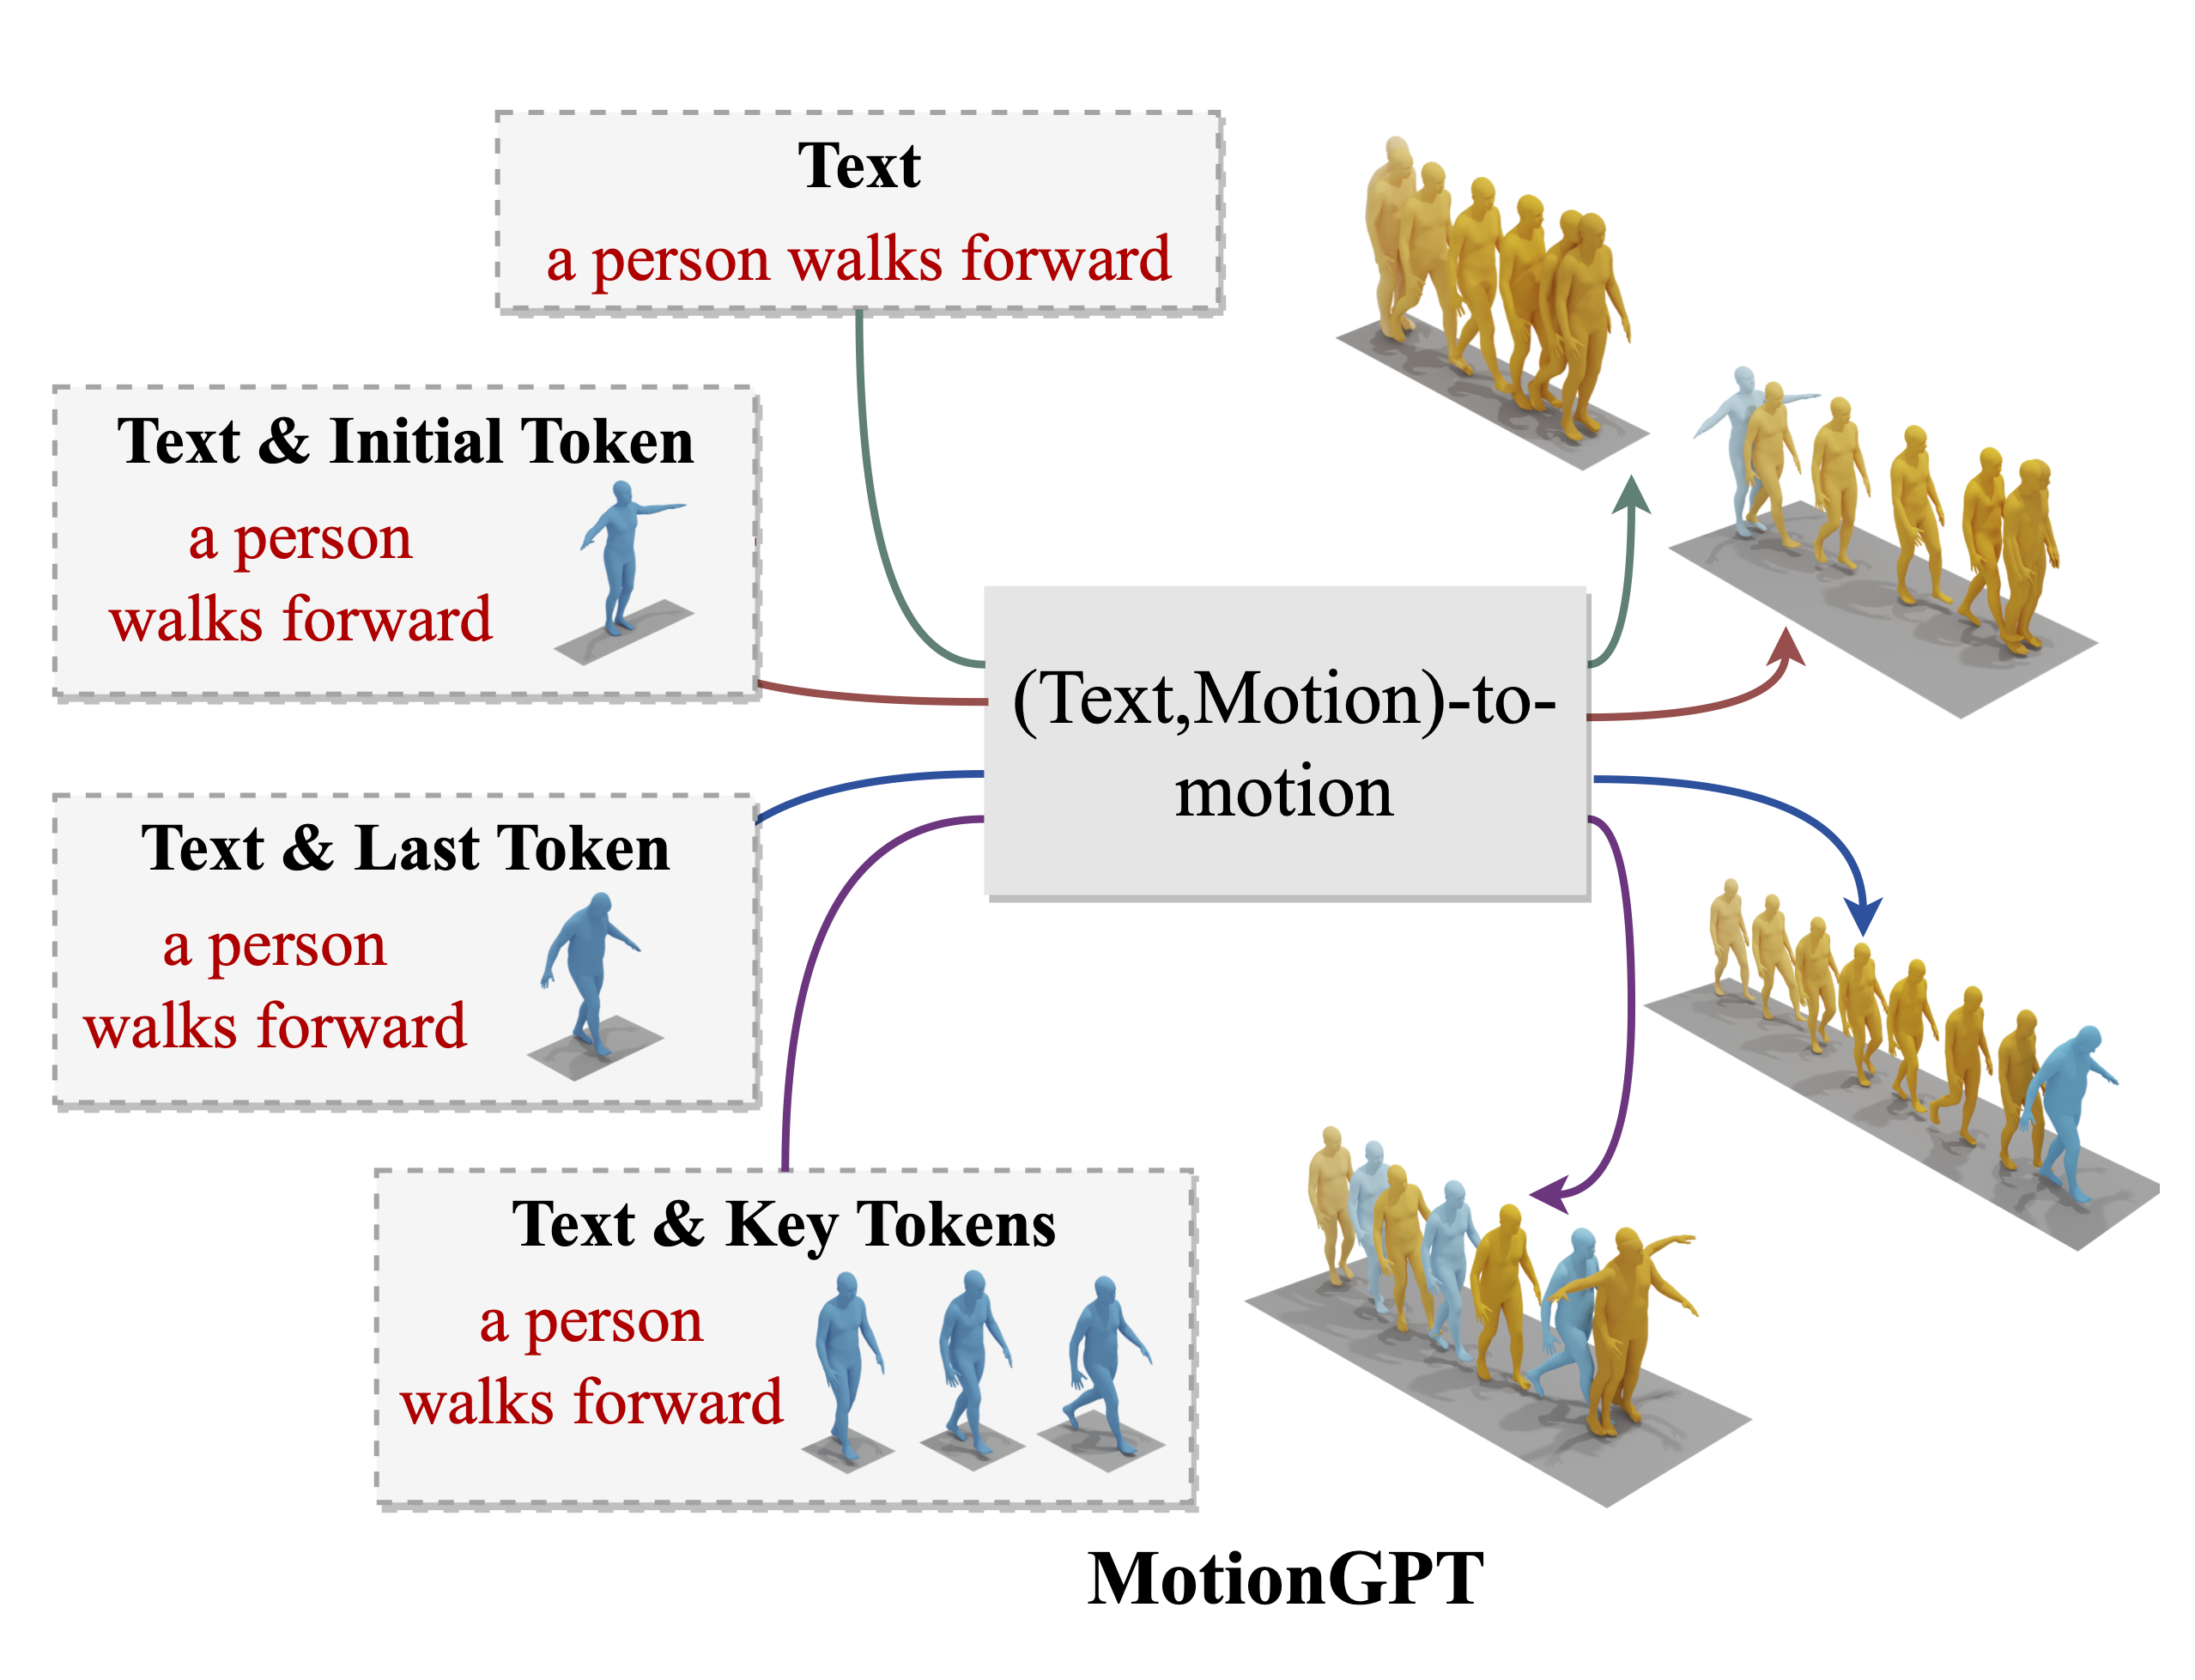 Text
a person walks forward
Text & Initial Token
a person
walks forward
(Text,Motion)-to-
motion
Text & Last Token
a person
walks forward
Text & Key Tokens
a person
walks forward
MotionGPT